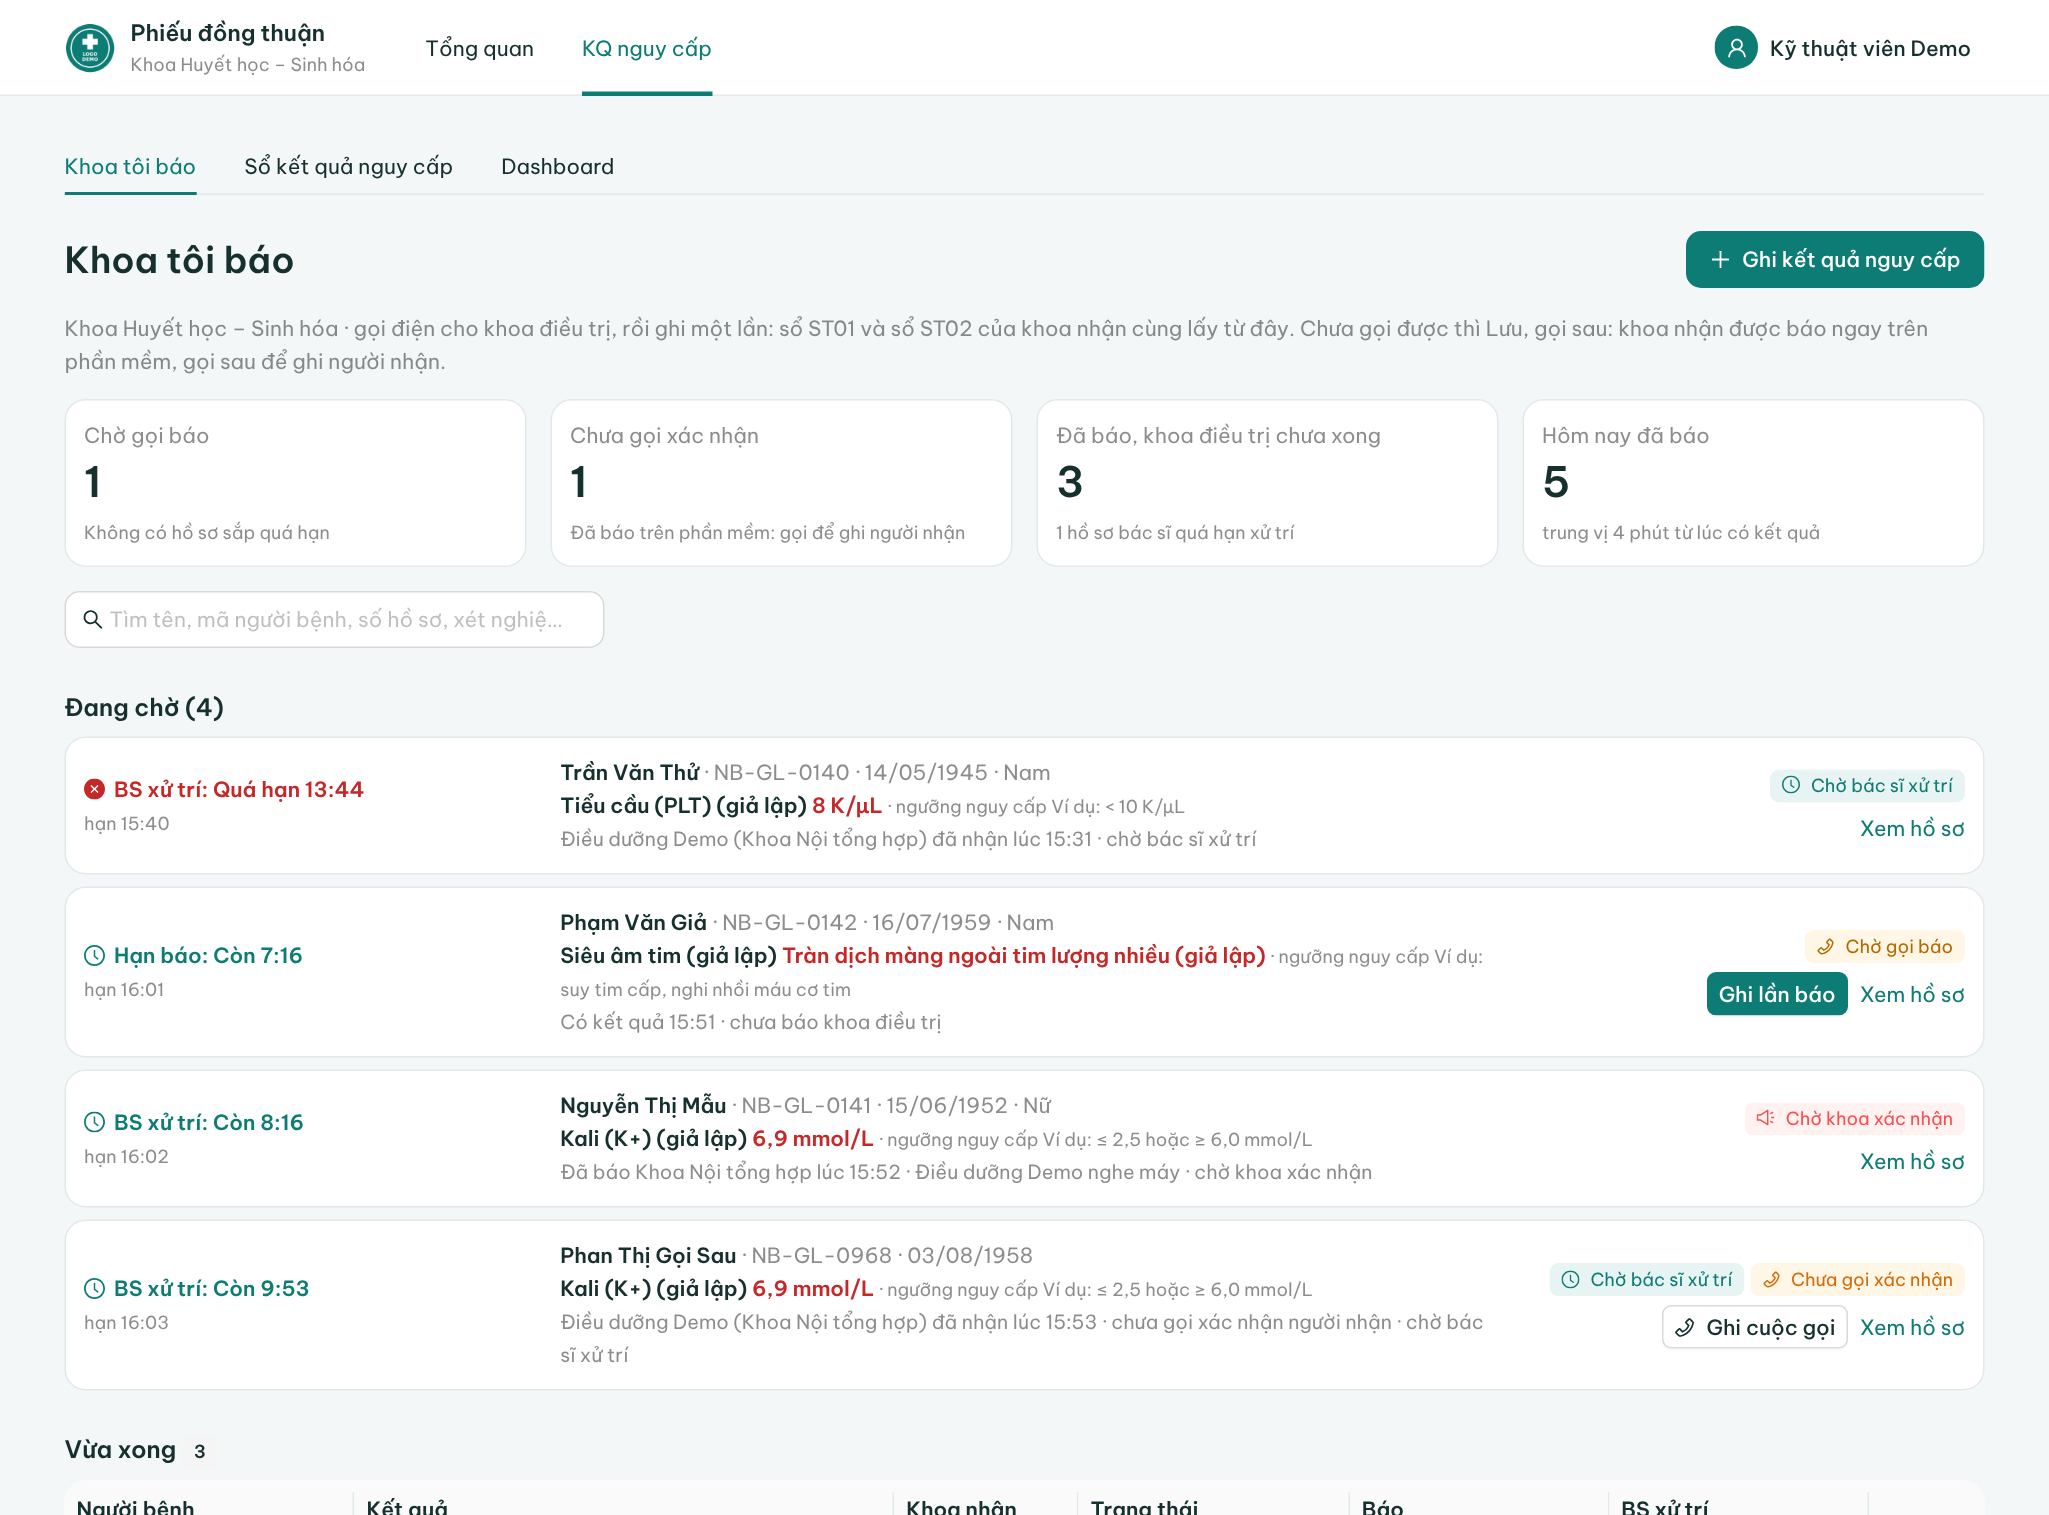 LOGO
DEMO
Phiếu đồng thuận
Khoa Huyết học – Sinh hóa
Tổng quan
KQ nguy cấp
Kỹ thuật viên Demo
Khoa tôi báo
Sổ kết quả nguy cấp
Dashboard
Khoa tôi báo
Ghi kết quả nguy cấp
Khoa Huyết học – Sinh hóa · gọi điện cho khoa điều trị, rồi ghi một lần: sổ ST01 và sổ ST02 của khoa nhận cùng lấy từ đây. Chưa gọi được thì Lưu, gọi sau: khoa nhận được báo ngay trên
phần mềm, gọi sau để ghi người nhận.
Chờ gọi báo
1
Không có hồ sơ sắp quá hạn
Chưa gọi xác nhận
1
Đã báo trên phần mềm: gọi để ghi người nhận
Đã báo, khoa điều trị chưa xong
3
1 hồ sơ bác sĩ quá hạn xử trí
Hôm nay đã báo
5
trung vị 4 phút từ lúc có kết quả
Tìm tên, mã người bệnh, số hồ sơ, xét nghiệ...
Đang chờ (4)
BS xử trí: Quá hạn 13:44
hạn 15:40
Trần Văn Thử · NB-GL-0140 · 14/05/1945 · Nam
Tiểu cầu (PLT) (giả lập) 8 K/µL · ngưỡng nguy cấp Ví dụ: < 10 K/µL
Điều dưỡng Demo (Khoa Nội tổng hợp) đã nhận lúc 15:31 · chờ bác sĩ xử trí
Chờ bác sĩ xử trí
Xem hồ sơ
Hạn báo: Còn 7:16
hạn 16:01
Phạm Văn Giả · NB-GL-0142 · 16/07/1959 · Nam
Siêu âm tim (giả lập) Tràn dịch màng ngoài tim lượng nhiều (giả lập) · ngưỡng nguy cấp Ví dụ:
suy tim cấp, nghi nhồi máu cơ tim
Có kết quả 15:51 · chưa báo khoa điều trị
Chờ gọi báo
Ghi lần báo
Xem hồ sơ
BS xử trí: Còn 8:16
hạn 16:02
Nguyễn Thị Mẫu · NB-GL-0141 · 15/06/1952 · Nữ
Kali (K+) (giả lập) 6,9 mmol/L · ngưỡng nguy cấp Ví dụ: ≤ 2,5 hoặc ≥ 6,0 mmol/L
Đã báo Khoa Nội tổng hợp lúc 15:52 · Điều dưỡng Demo nghe máy · chờ khoa xác nhận
Chờ khoa xác nhận
Xem hồ sơ
BS xử trí: Còn 9:53
hạn 16:03
Phan Thị Gọi Sau · NB-GL-0968 · 03/08/1958
Kali (K+) (giả lập) 6,9 mmol/L · ngưỡng nguy cấp Ví dụ: ≤ 2,5 hoặc ≥ 6,0 mmol/L
Điều dưỡng Demo (Khoa Nội tổng hợp) đã nhận lúc 15:53 · chưa gọi xác nhận người nhận · chờ bác
sĩ xử trí
Chờ bác sĩ xử trí
Chưa gọi xác nhận
Ghi cuộc gọi
Xem hồ sơ
Vừa xong 3
Người bệnh
Kết quả
Khoa nhận
Trạng thái
Báo
BS xử trí